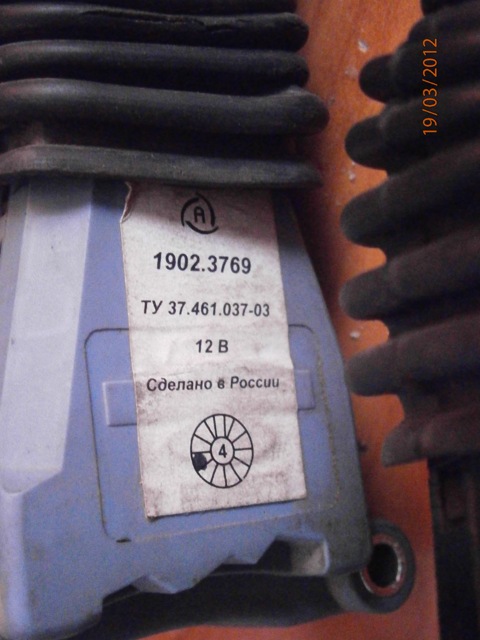 19/03/2012
А
1902.3769
ТУ 37.461.037-03
12 В
Сделано в России
4